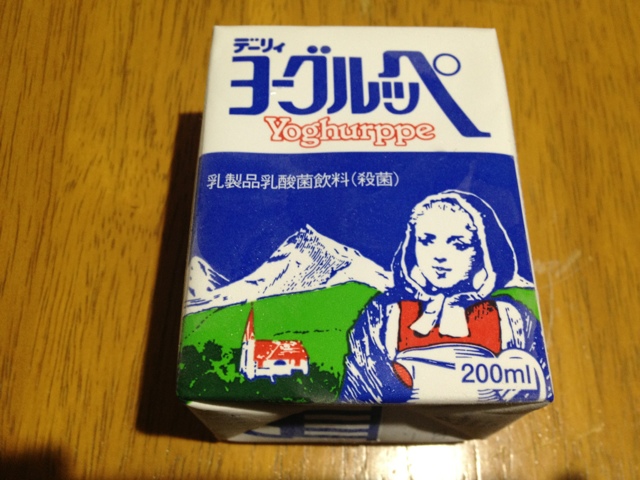 デーリィ
ヨーグルッペ
Yoghurppe
乳製品乳酸菌飲料(殺菌)
200ml